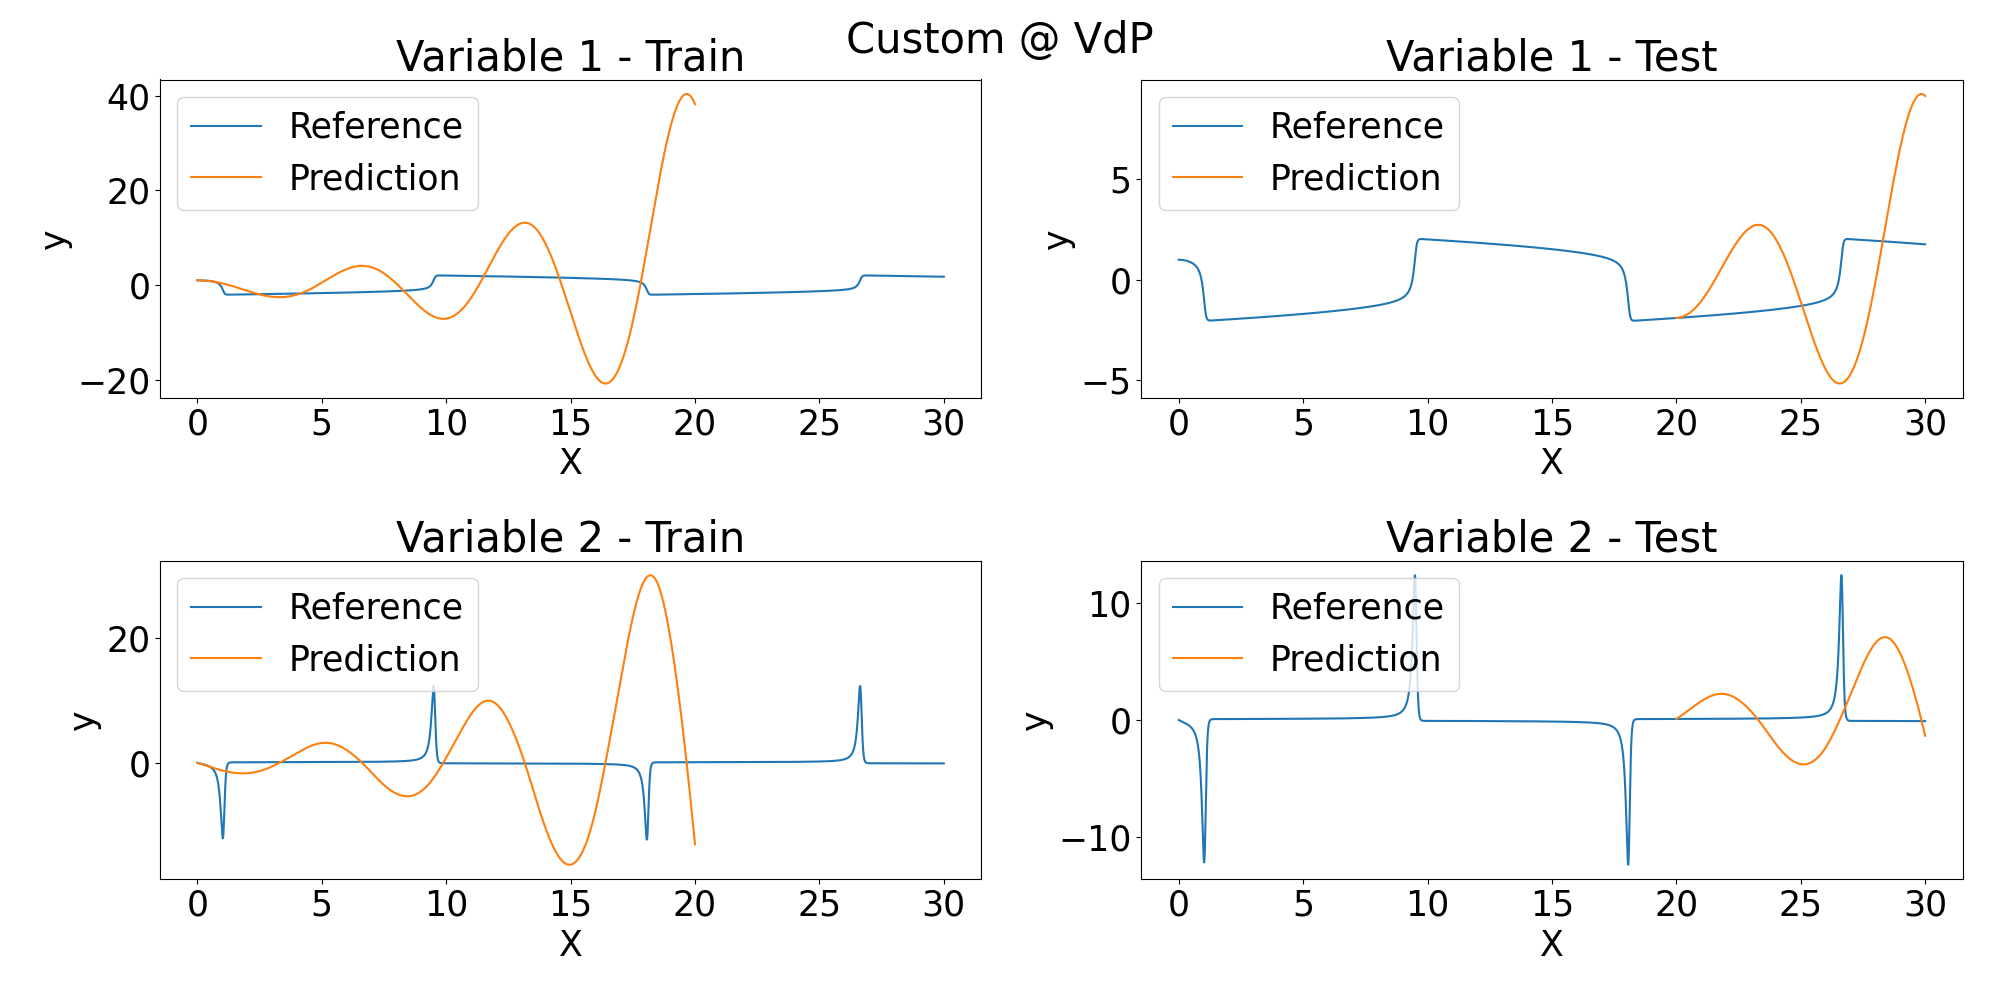 Custom @ VdP
Variable 1 - Train
40
20
0
−20
y
Reference
Prediction
0 5 10 15 20 25 30
X
Variable 1 - Test
5
0
−5
y
Reference
Prediction
0 5 10 15 20 25 30
X
Variable 2 - Train
20
0
y
Reference
Prediction
0 5 10 15 20 25 30
X
Variable 2 - Test
10
0
−10
y
Reference
Prediction
0 5 10 15 20 25 30
X